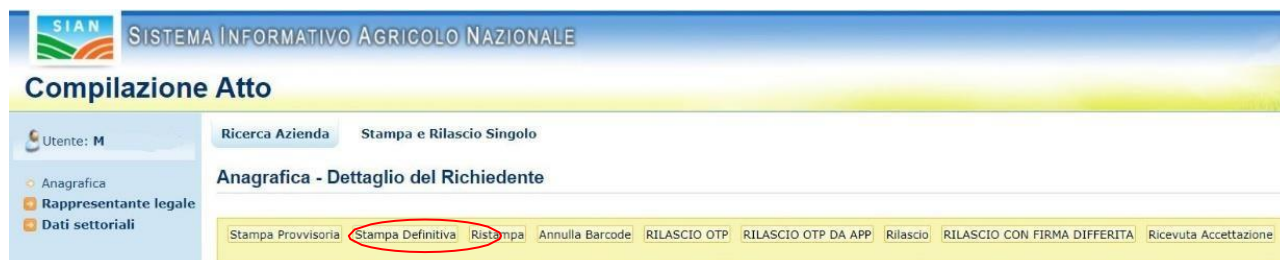 SIAN
SISTEMA INFORMATIVO AGRICOLO NAZIONALE
Compilazione Atto
Utente: M
Ricerca Azienda Stampa e Rilascio Singolo
Anagrafica
Rappresentante legale
Dati settoriali
Anagrafica - Dettaglio del Richiedente
Stampa Provvisoria Stampa Definitiva Ristampa Annulla Barcode RILASCIO OTP RILASCIO OTP DA APP Rilascio RILASCIO CON FIRMA DIFFERITA Ricevuta Accettazione